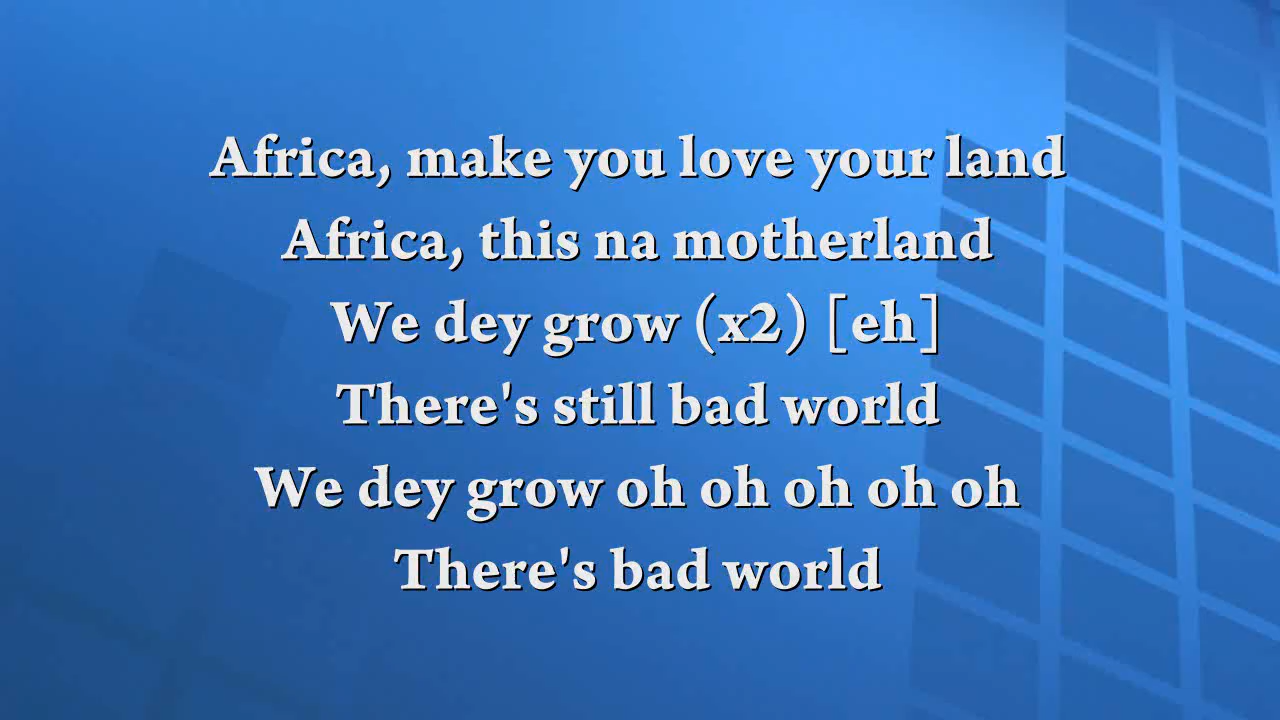 Africa, make you love your land
Africa, this na motherland
We dey grow (x2) [eh]
There's still bad world
We dey grow oh oh oh oh oh
There's bad world